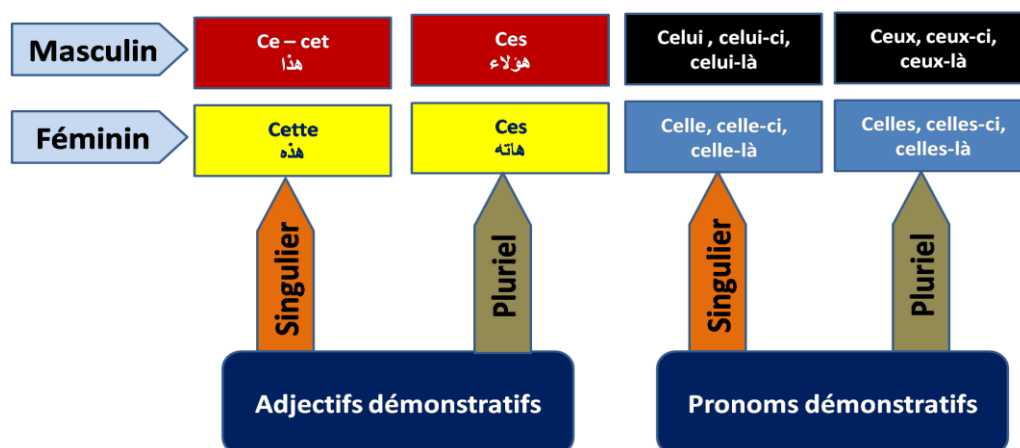 Masculin
Ce – cet
هذا
Ces
هؤلاء
Celui , celui-ci,
celui-là
Ceux, ceux-ci,
ceux-là
Féminin
Cette
هذه
Ces
هاته
Celle, celle-ci,
celle-là
Celles, celles-ci,
celles-là
Singulier
Pluriel
Singulier
Pluriel
Adjectifs démonstratifs
Pronoms démonstratifs